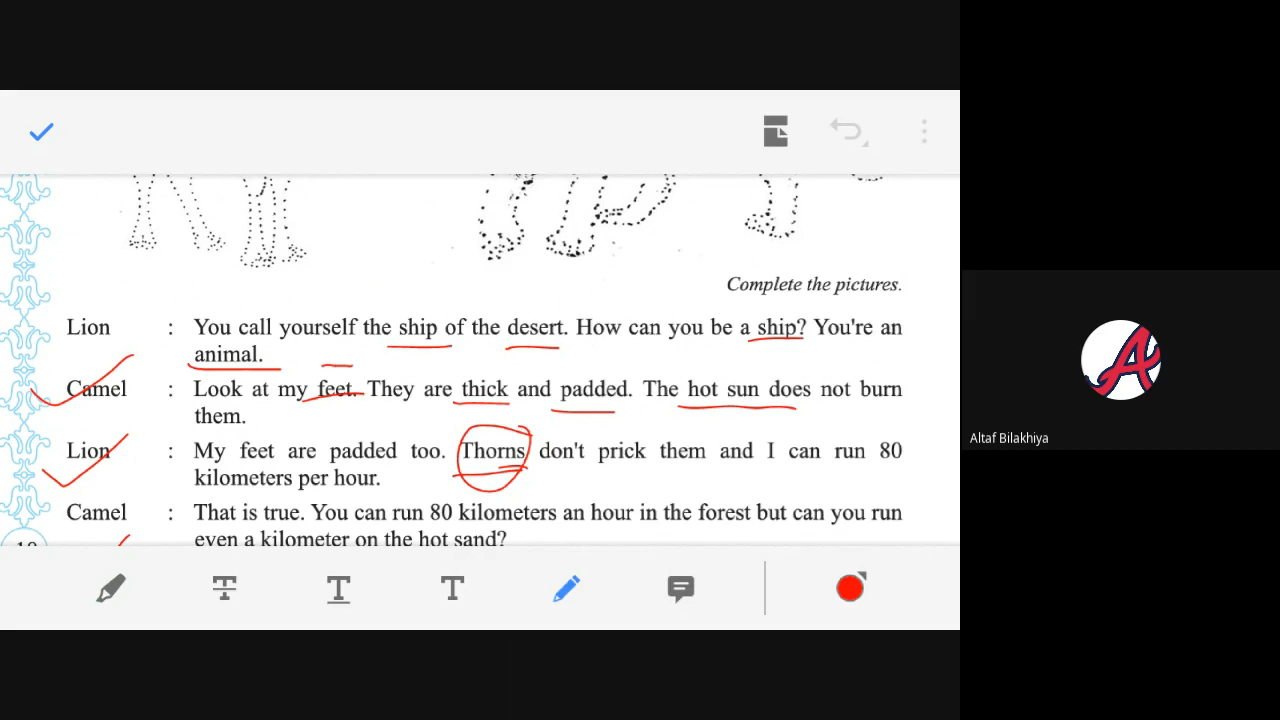 Complete the pictures.
Lion : You call yourself the ship of the desert. How can you be a ship? You're an
animal.
Camel : Look at my feet. They are thick and padded. The hot sun does not burn
them.
Lion : My feet are padded too. Thorns don't prick them and I can run 80
kilometers per hour.
Camel : That is true. You can run 80 kilometers an hour in the forest but can you run
even a kilometer on the hot sand?
Altaf Bilakhiya